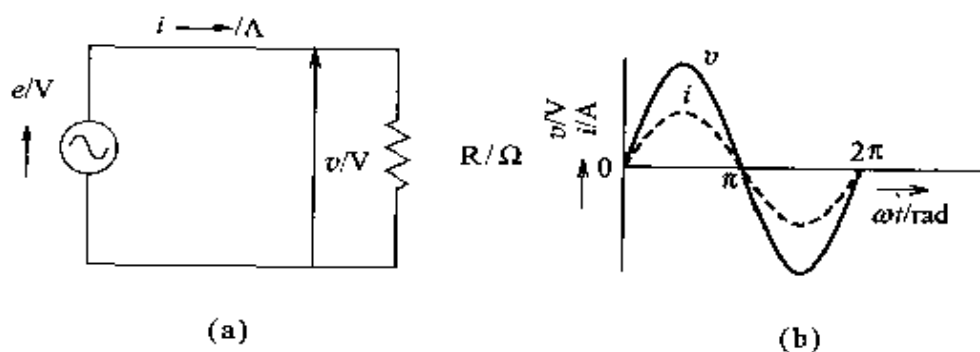 i → /A
e/V
v/V
R/Ω
(a)
v/V
i/A
v
i
0
π
2π
ωt/rad
(b)